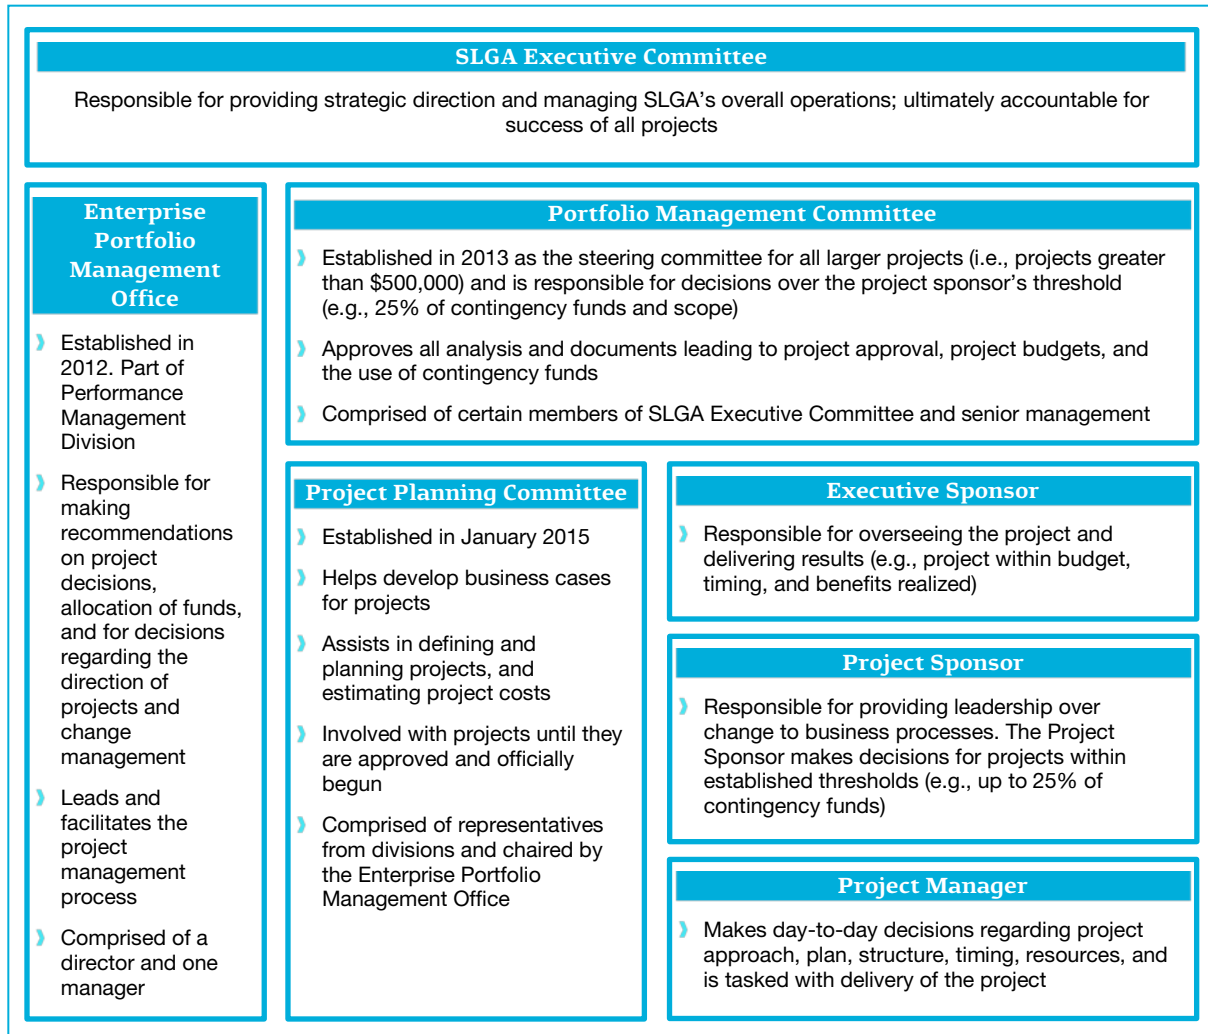 SLGA Executive Committee
Responsible for providing strategic direction and managing SLGA's overall operations; ultimately accountable for
success of all projects
Enterprise
Portfolio
Management
Office
Established in
2012. Part of
Performance
Management
Division
Responsible for
making
recommendations
on project
decisions,
allocation of funds,
and for decisions
regarding the
direction of
projects and
change
management
Leads and
facilitates the
project
management
process
Comprised of a
director and one
manager
Portfolio Management Committee
Established in 2013 as the steering committee for all larger projects (i.e., projects greater
than $500,000) and is responsible for decisions over the project sponsor's threshold
(e.g., 25% of contingency funds and scope)
Approves all analysis and documents leading to project approval, project budgets, and
the use of contingency funds
Comprised of certain members of SLGA Executive Committee and senior management
Project Planning Committee
Established in January 2015
Helps develop business cases
for projects
Assists in defining and
planning projects, and
estimating project costs
Involved with projects until they
are approved and officially
begun
Comprised of representatives
from divisions and chaired by
the Enterprise Portfolio
Management Office
Executive Sponsor
Responsible for overseeing the project and
delivering results (e.g., project within budget,
timing, and benefits realized)
Project Sponsor
Responsible for providing leadership over
change to business processes. The Project
Sponsor makes decisions for projects within
established thresholds (e.g., up to 25% of
contingency funds)
Project Manager
Makes day-to-day decisions regarding project
approach, plan, structure, timing, resources, and
is tasked with delivery of the project